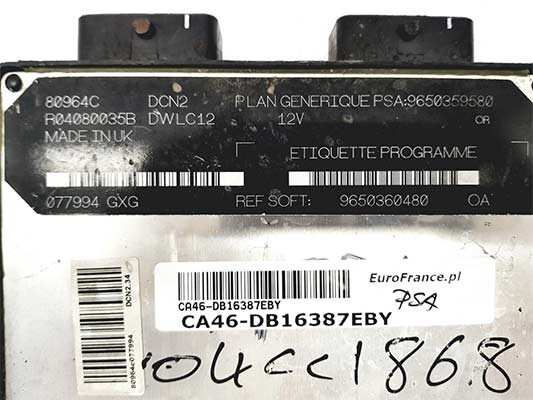 80964C DCN2 PLAN GENERIQUE PSA:9650359580
R04080035B DWLC12 12V OR
MADE IN UK
ETIQUETTE PROGRAMME
077994 GXG REF SOFT: 9650360480 OA
DCN2.34
80964C077994
CA46-DB16387EBY
EuroFrance.pl
CA46-DB16387EBY
PSA
04CC1868